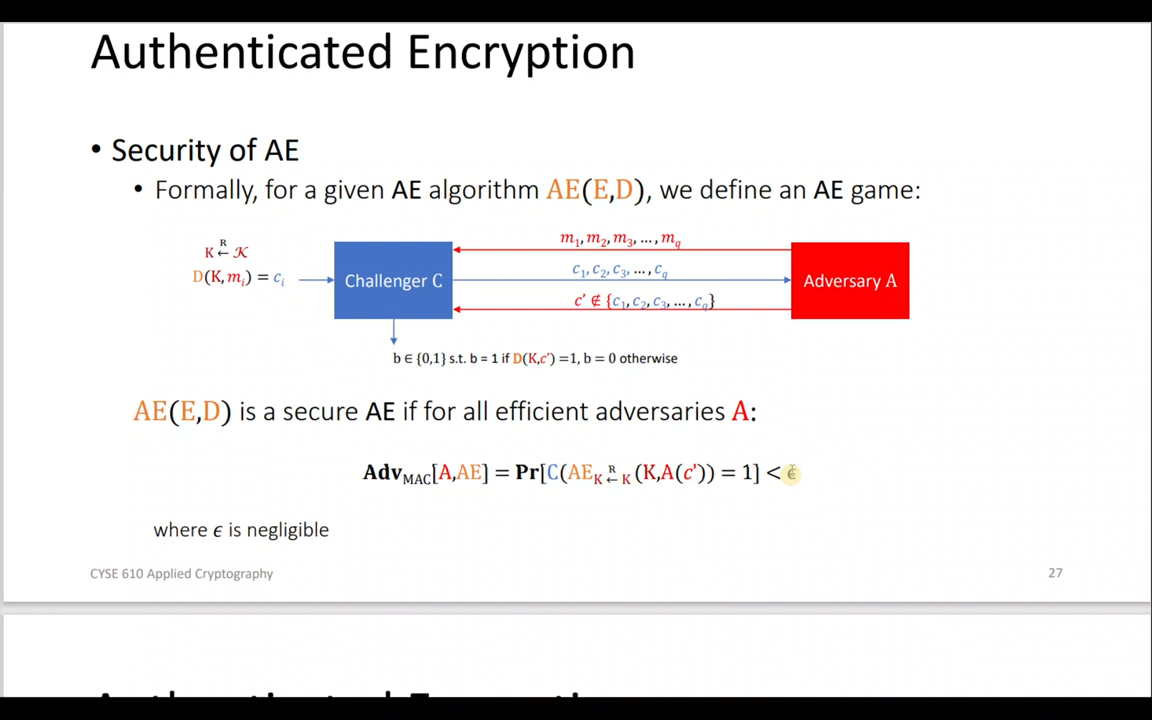 Authenticated Encryption
• Security of AE
• Formally, for a given AE algorithm AE(E,D), we define an AE game:
K ←ᴿ 𝒦
D(K, mᵢ) = cᵢ
Challenger C
m₁, m₂, m₃, … , m_q
c₁, c₂, c₃, … , c_q
c' ∉ {c₁, c₂, c₃, … , c_q}
Adversary A
b ∈ {0,1} s.t. b = 1 if D(K,c') =1, b = 0 otherwise
AE(E,D) is a secure AE if for all efficient adversaries A:
Adv_MAC[A,AE] = Pr[C(AE_K ←ᴿ K (K,A(c')) = 1] < ϵ
where ϵ is negligible
CYSE 610 Applied Cryptography
27